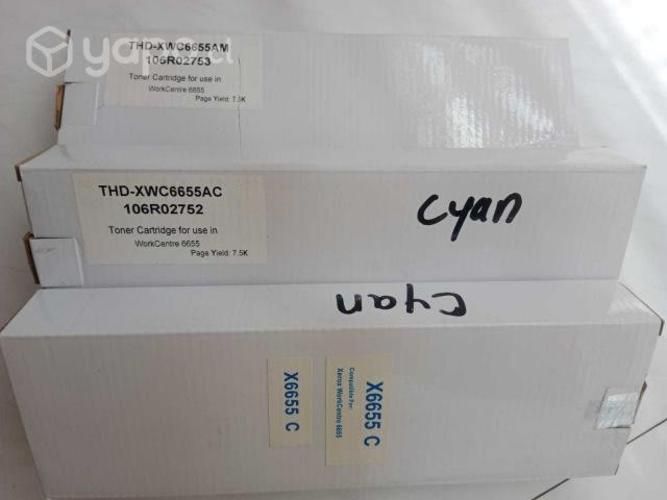 yapo.cl
THD-XWC6655AM
106R02753
Toner Cartridge for use in
WorkCentre 6655
Page Yield: 7.5K
THD-XWC6655AC
106R02752
Toner Cartridge for use in
WorkCentre 6655
Page Yield: 7.5K
Cyan
Cyan
X6655 C
X6655 C
Compatible For:
Xerox WorkCentre 6655